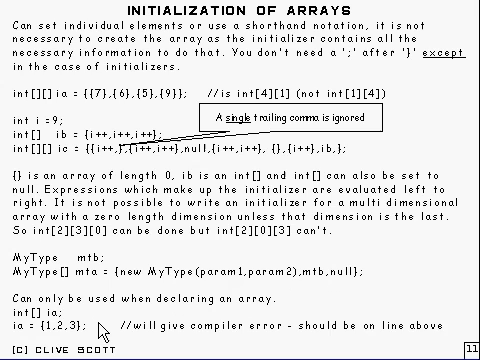 INITIALIZATION OF ARRAYS
Can set individual elements or use a shorthand notation, it is not
necessary to create the array as the initializer contains all the
necessary information to do that. You don't need a ';' after '}' except
in the case of initializers.
int[][] ia = {{7},{6},{5},{9}}; //is int[4][1] (not int[1][4])
A single trailing comma is ignored
int i =9;
int[] ib = {i++,i++,i++};
int[][] ic = {{i++,},{i++,i++},null,{i++,i++}, {},{i++},ib,};
{} is an array of length 0, ib is an int[] and int[] can also be set to
null. Expressions which make up the initializer are evaluated left to
right. It is not possible to write an initializer for a multi dimensional
array with a zero length dimension unless that dimension is the last.
So int[2][3][0] can be done but int[2][0][3] can't.
MyType mtb;
MyType[] mta = {new MyType(param1,param2),mtb,null};
Can only be used when declaring an array.
int[] ia;
ia = {1,2,3}; //will give compiler error - should be on line above
[C] CLIVE SCOTT
11